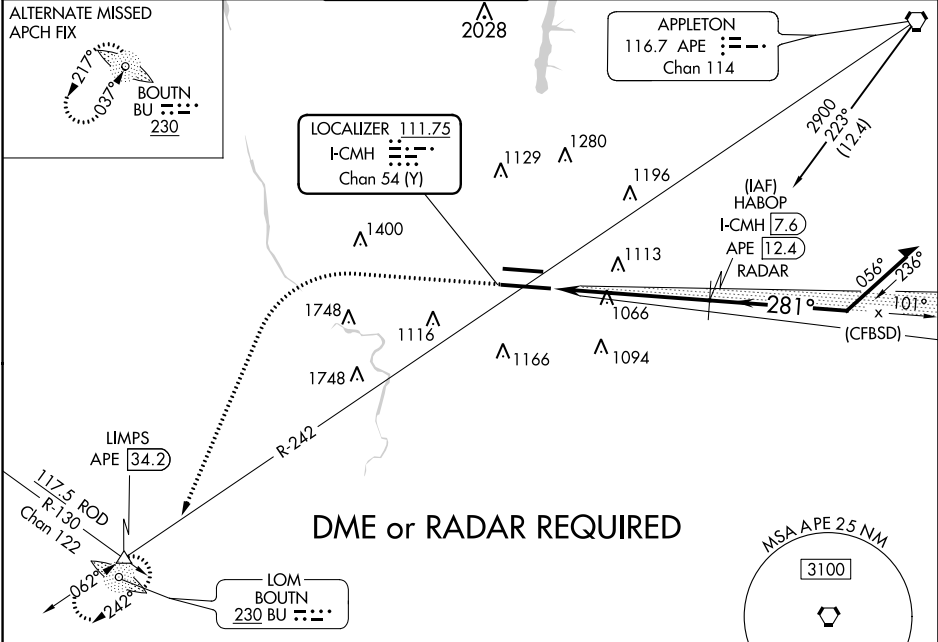 ALTERNATE MISSED
APCH FIX
217°
037°
BOUTN
BU
230
2028
APPLETON
116.7 APE
Chan 114
2900
223°
(12.4)
LOCALIZER 111.75
I-CMH
Chan 54 (Y)
1129
1280
1196
(IAF)
HABOP
I-CMH 7.6
APE 12.4
RADAR
1400
1113
056°
236°
281°
x
101°
(CFBSD)
1066
1748
1116
1166
1094
1748
R-242
LIMPS
APE 34.2
117.5 ROD
R-130
Chan 122
062°
242°
LOM
BOUTN
230 BU
DME or RADAR REQUIRED
MSA APE 25 NM
3100